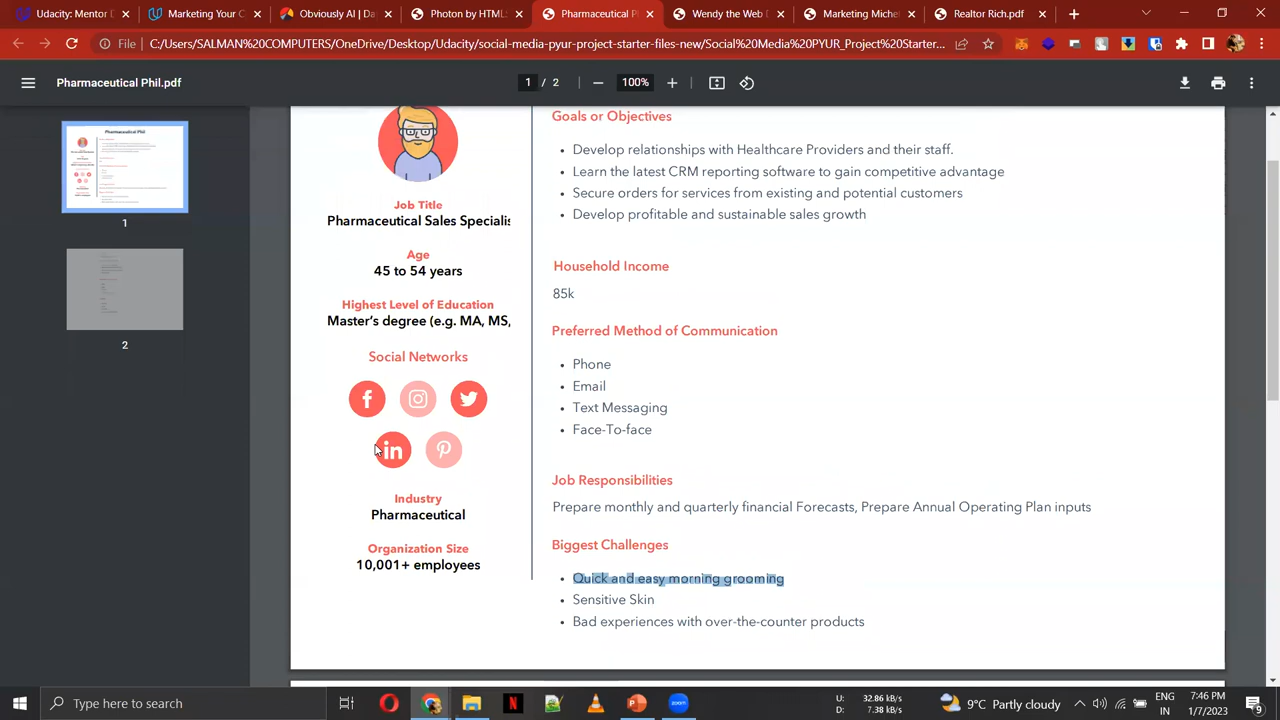 Udacity: Mentor D
Marketing Your C
Obviously AI | Da
Photon by HTML5
Pharmaceutical P
Wendy the Web D
Marketing Michel
Realtor Rich.pdf
File
C:/Users/SALMAN%20COMPUTERS/OneDrive/Desktop/Udacity/social-media-pyur-project-starter-files-new/Social%20Media%20PYUR_Project%20Starter...
Pharmaceutical Phil.pdf
1 / 2
100%
Pharmaceutical Phil
1
2
Job Title
Pharmaceutical Sales Specialis
Age
45 to 54 years
Highest Level of Education
Master's degree (e.g. MA, MS,
Social Networks
f
in
Industry
Pharmaceutical
Organization Size
10,001+ employees
Goals or Objectives
• Develop relationships with Healthcare Providers and their staff.
• Learn the latest CRM reporting software to gain competitive advantage
• Secure orders for services from existing and potential customers
• Develop profitable and sustainable sales growth
Household Income
85k
Preferred Method of Communication
• Phone
• Email
• Text Messaging
• Face-To-face
Job Responsibilities
Prepare monthly and quarterly financial Forecasts, Prepare Annual Operating Plan inputs
Biggest Challenges
• Quick and easy morning grooming
• Sensitive Skin
• Bad experiences with over-the-counter products
Type here to search
U: 32.86 kB/s
D: 7.38 kB/s
9°C Partly cloudy
ENG
IN
7:46 PM
1/7/2023
9